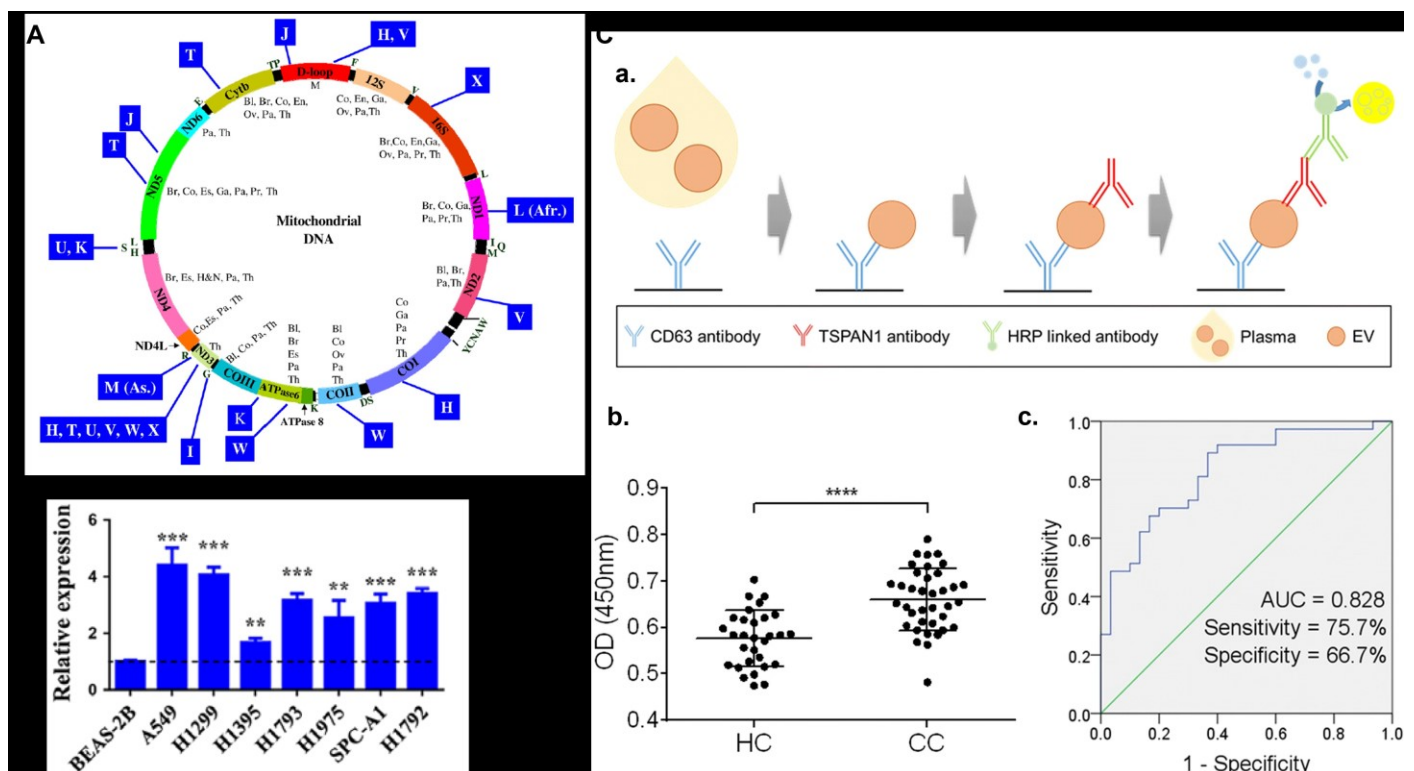 A
T
J
H, V
X
J
T
L (Afr.)
U, K
V
M (As.)
H, T, U, V, W, X
I
K
W
W
H
TP
D-loop
M
F
12S
V
16S
L
ND1
I
Q
M
ND2
YCNAW
COI
DS
COII
K
ATPase 8
ATPase6
COIII
G
ND3
R
ND4L
ND4
S
L
H
ND5
ND6
E
Cytb
Bl, Br, Co, En,
Ov, Pa, Th
Co, En, Ga,
Ov, Pa,Th
Pa, Th
Br,Co, En,Ga,
Ov, Pa, Pr, Th
Br, Co, Es, Ga, Pa, Pr, Th
Br, Co, Ga,
Pa, Pr,Th
Mitochondrial
DNA
Br, Es, H&N, Pa, Th
Bl, Br,
Pa,Th
Co,Es, Pa, Th
Th
Bl, Co, Pa, Th
Bl,
Br
Es
Pa
Th
Bl
Co
Ov
Pa
Th
Co
Ga
Pa
Pr
Th
Relative expression
6
4
2
0
***
***
**
***
**
***
***
BEAS-2B
A549
H1299
H1395
H1793
H1975
SPC-A1
H1792
C
a.
CD63 antibody
TSPAN1 antibody
HRP linked antibody
Plasma
EV
b.
OD (450nm)
0.9
0.8
0.7
0.6
0.5
0.4
****
HC
CC
c.
Sensitivity
1.0
0.8
0.6
0.4
0.2
0.0
AUC = 0.828
Sensitivity = 75.7%
Specificity = 66.7%
0.0
0.2
0.4
0.6
0.8
1.0
1 - Specificity